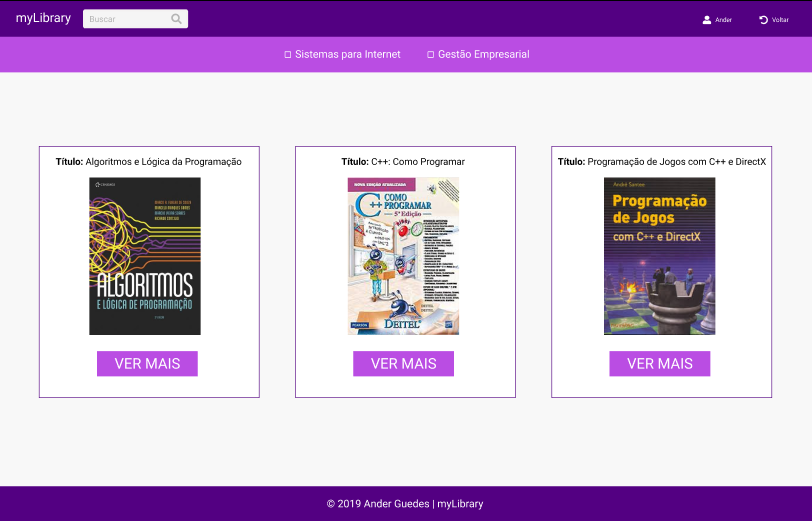 myLibrary
Buscar
Ander
Voltar
Sistemas para Internet
Gestão Empresarial
Título: Algoritmos e Lógica da Programação
ALGORITMOS
E LÓGICA DE PROGRAMAÇÃO
VER MAIS
Título: C++: Como Programar
NOVA EDIÇÃO ATUALIZADA
C++
COMO
PROGRAMAR
5ª Edição
PEARSON
DEITEL
VER MAIS
Título: Programação de Jogos com C++ e DirectX
André Santee
Programação
de Jogos
com C++ e DirectX
VER MAIS
© 2019 Ander Guedes | myLibrary